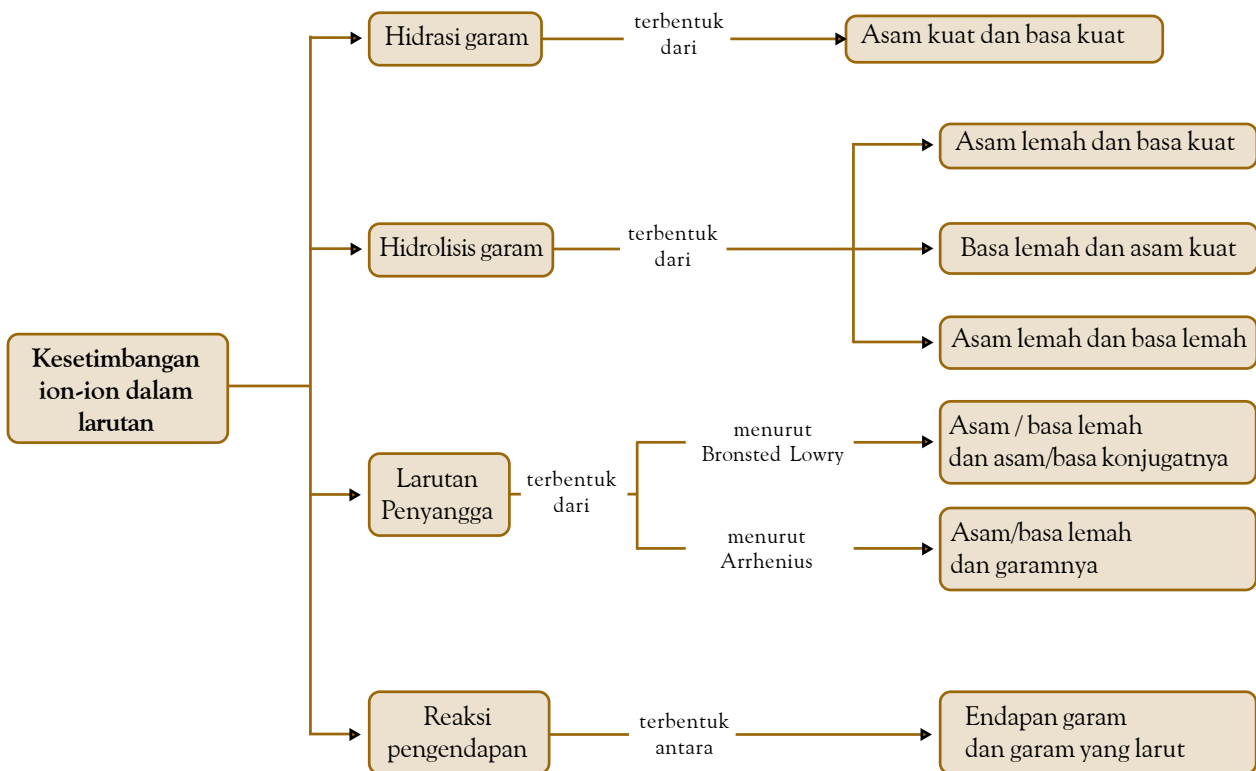 Hidrasi garam
terbentuk
dari
Asam kuat dan basa kuat
Asam lemah dan basa kuat
Hidrolisis garam
terbentuk
dari
Basa lemah dan asam kuat
Asam lemah dan basa lemah
Kesetimbangan
ion-ion dalam
larutan
Larutan
Penyangga
terbentuk
dari
menurut
Bronsted Lowry
Asam / basa lemah
dan asam/basa konjugatnya
menurut
Arrhenius
Asam/basa lemah
dan garamnya
Reaksi
pengendapan
terbentuk
antara
Endapan garam
dan garam yang larut